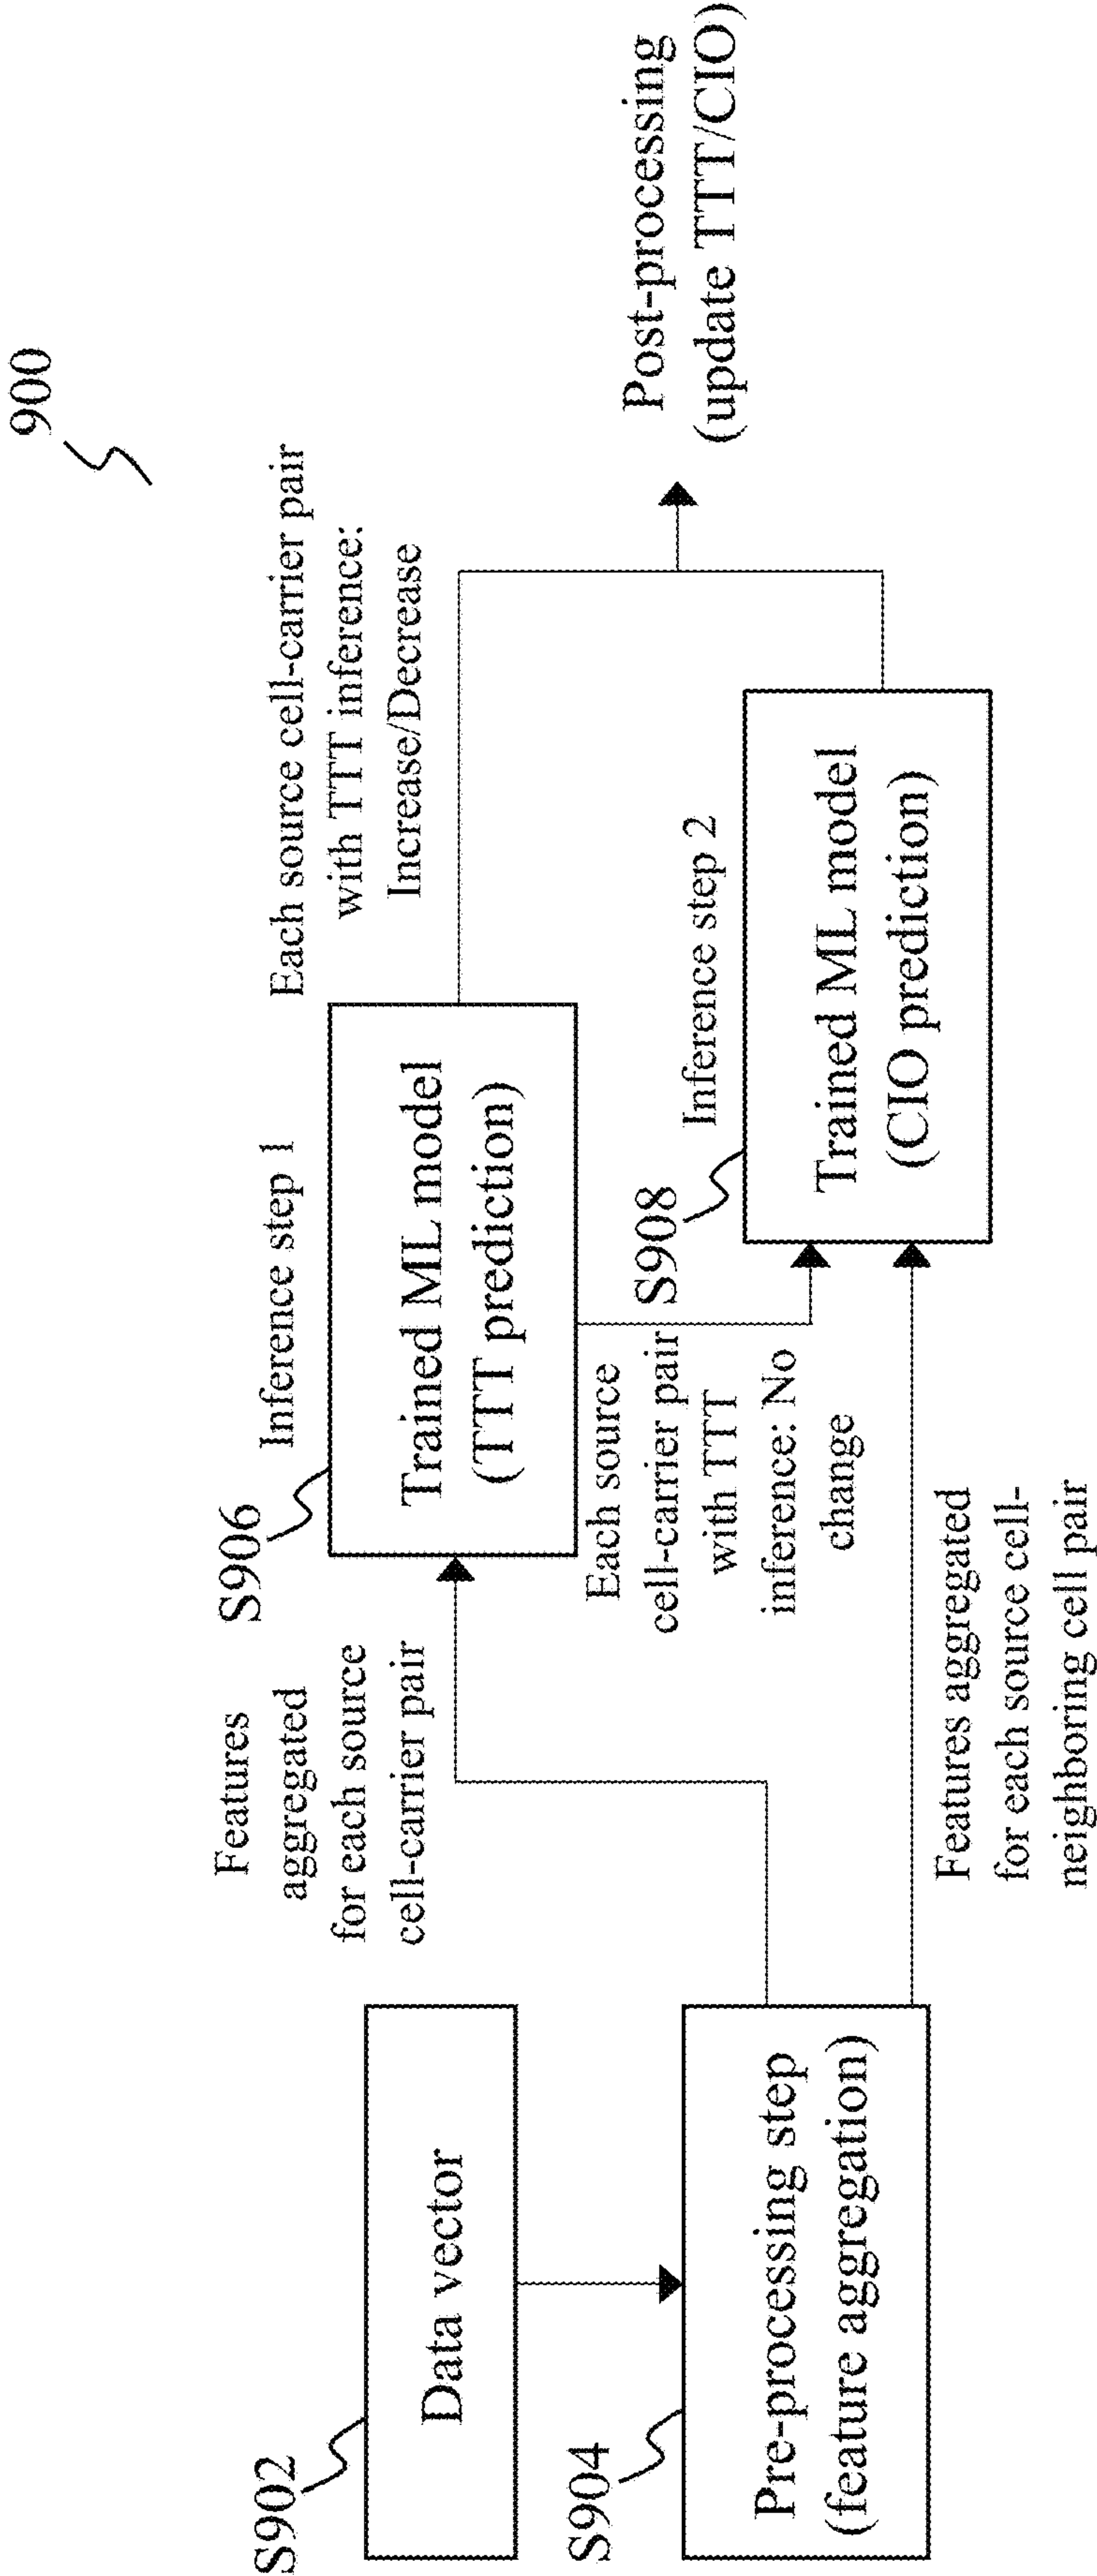 900
S902
Data vector
S904
Pre-processing step
(feature aggregation)
Features
aggregated
for each source
cell-carrier pair
Features aggregated
for each source cell-
neighboring cell pair
S906
Inference step 1
Trained ML model
(TTT prediction)
Each source
cell-carrier pair
with TTT
inference: No
change
S908
Inference step 2
Trained ML model
(CIO prediction)
Each source cell-carrier pair
with TTT inference:
Increase/Decrease
Post-processing
(update TTT/CIO)